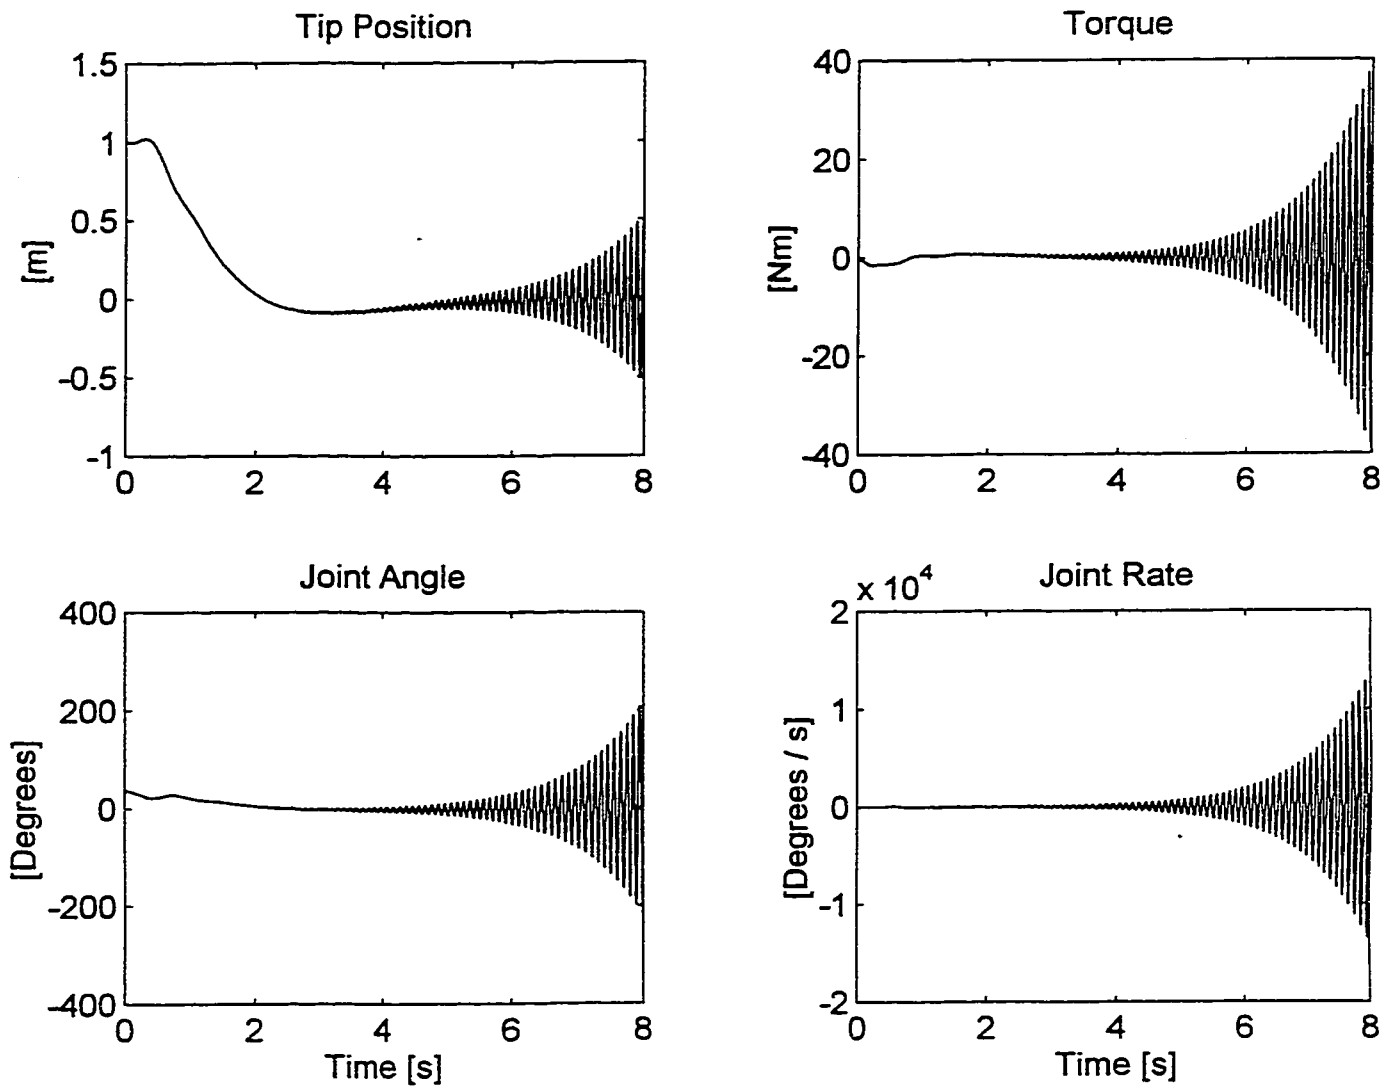 Tip Position
1.5
1
0.5
0
-0.5
-1
[m]
0 2 4 6 8
Torque
40
20
0
-20
-40
[Nm]
0 2 4 6 8
Joint Angle
400
200
0
-200
-400
[Degrees]
0 2 4 6 8
Time [s]
Joint Rate
x 10^4
2
1
0
-1
-2
[Degrees / s]
0 2 4 6 8
Time [s]